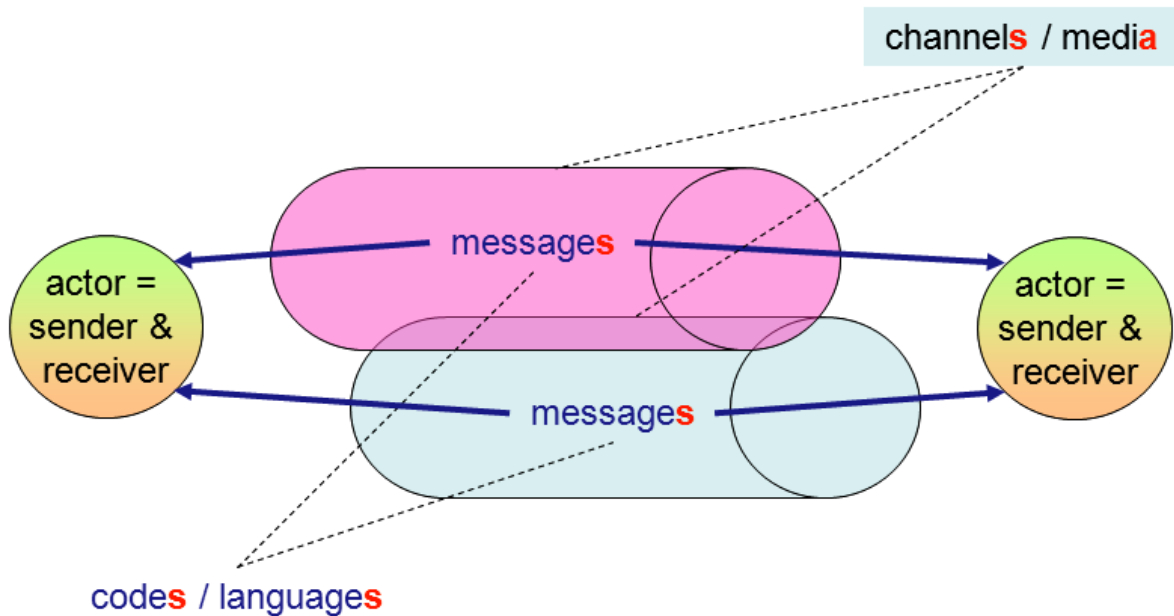 channels / media
messages
actor =
sender &
receiver
actor =
sender &
receiver
messages
codes / languages